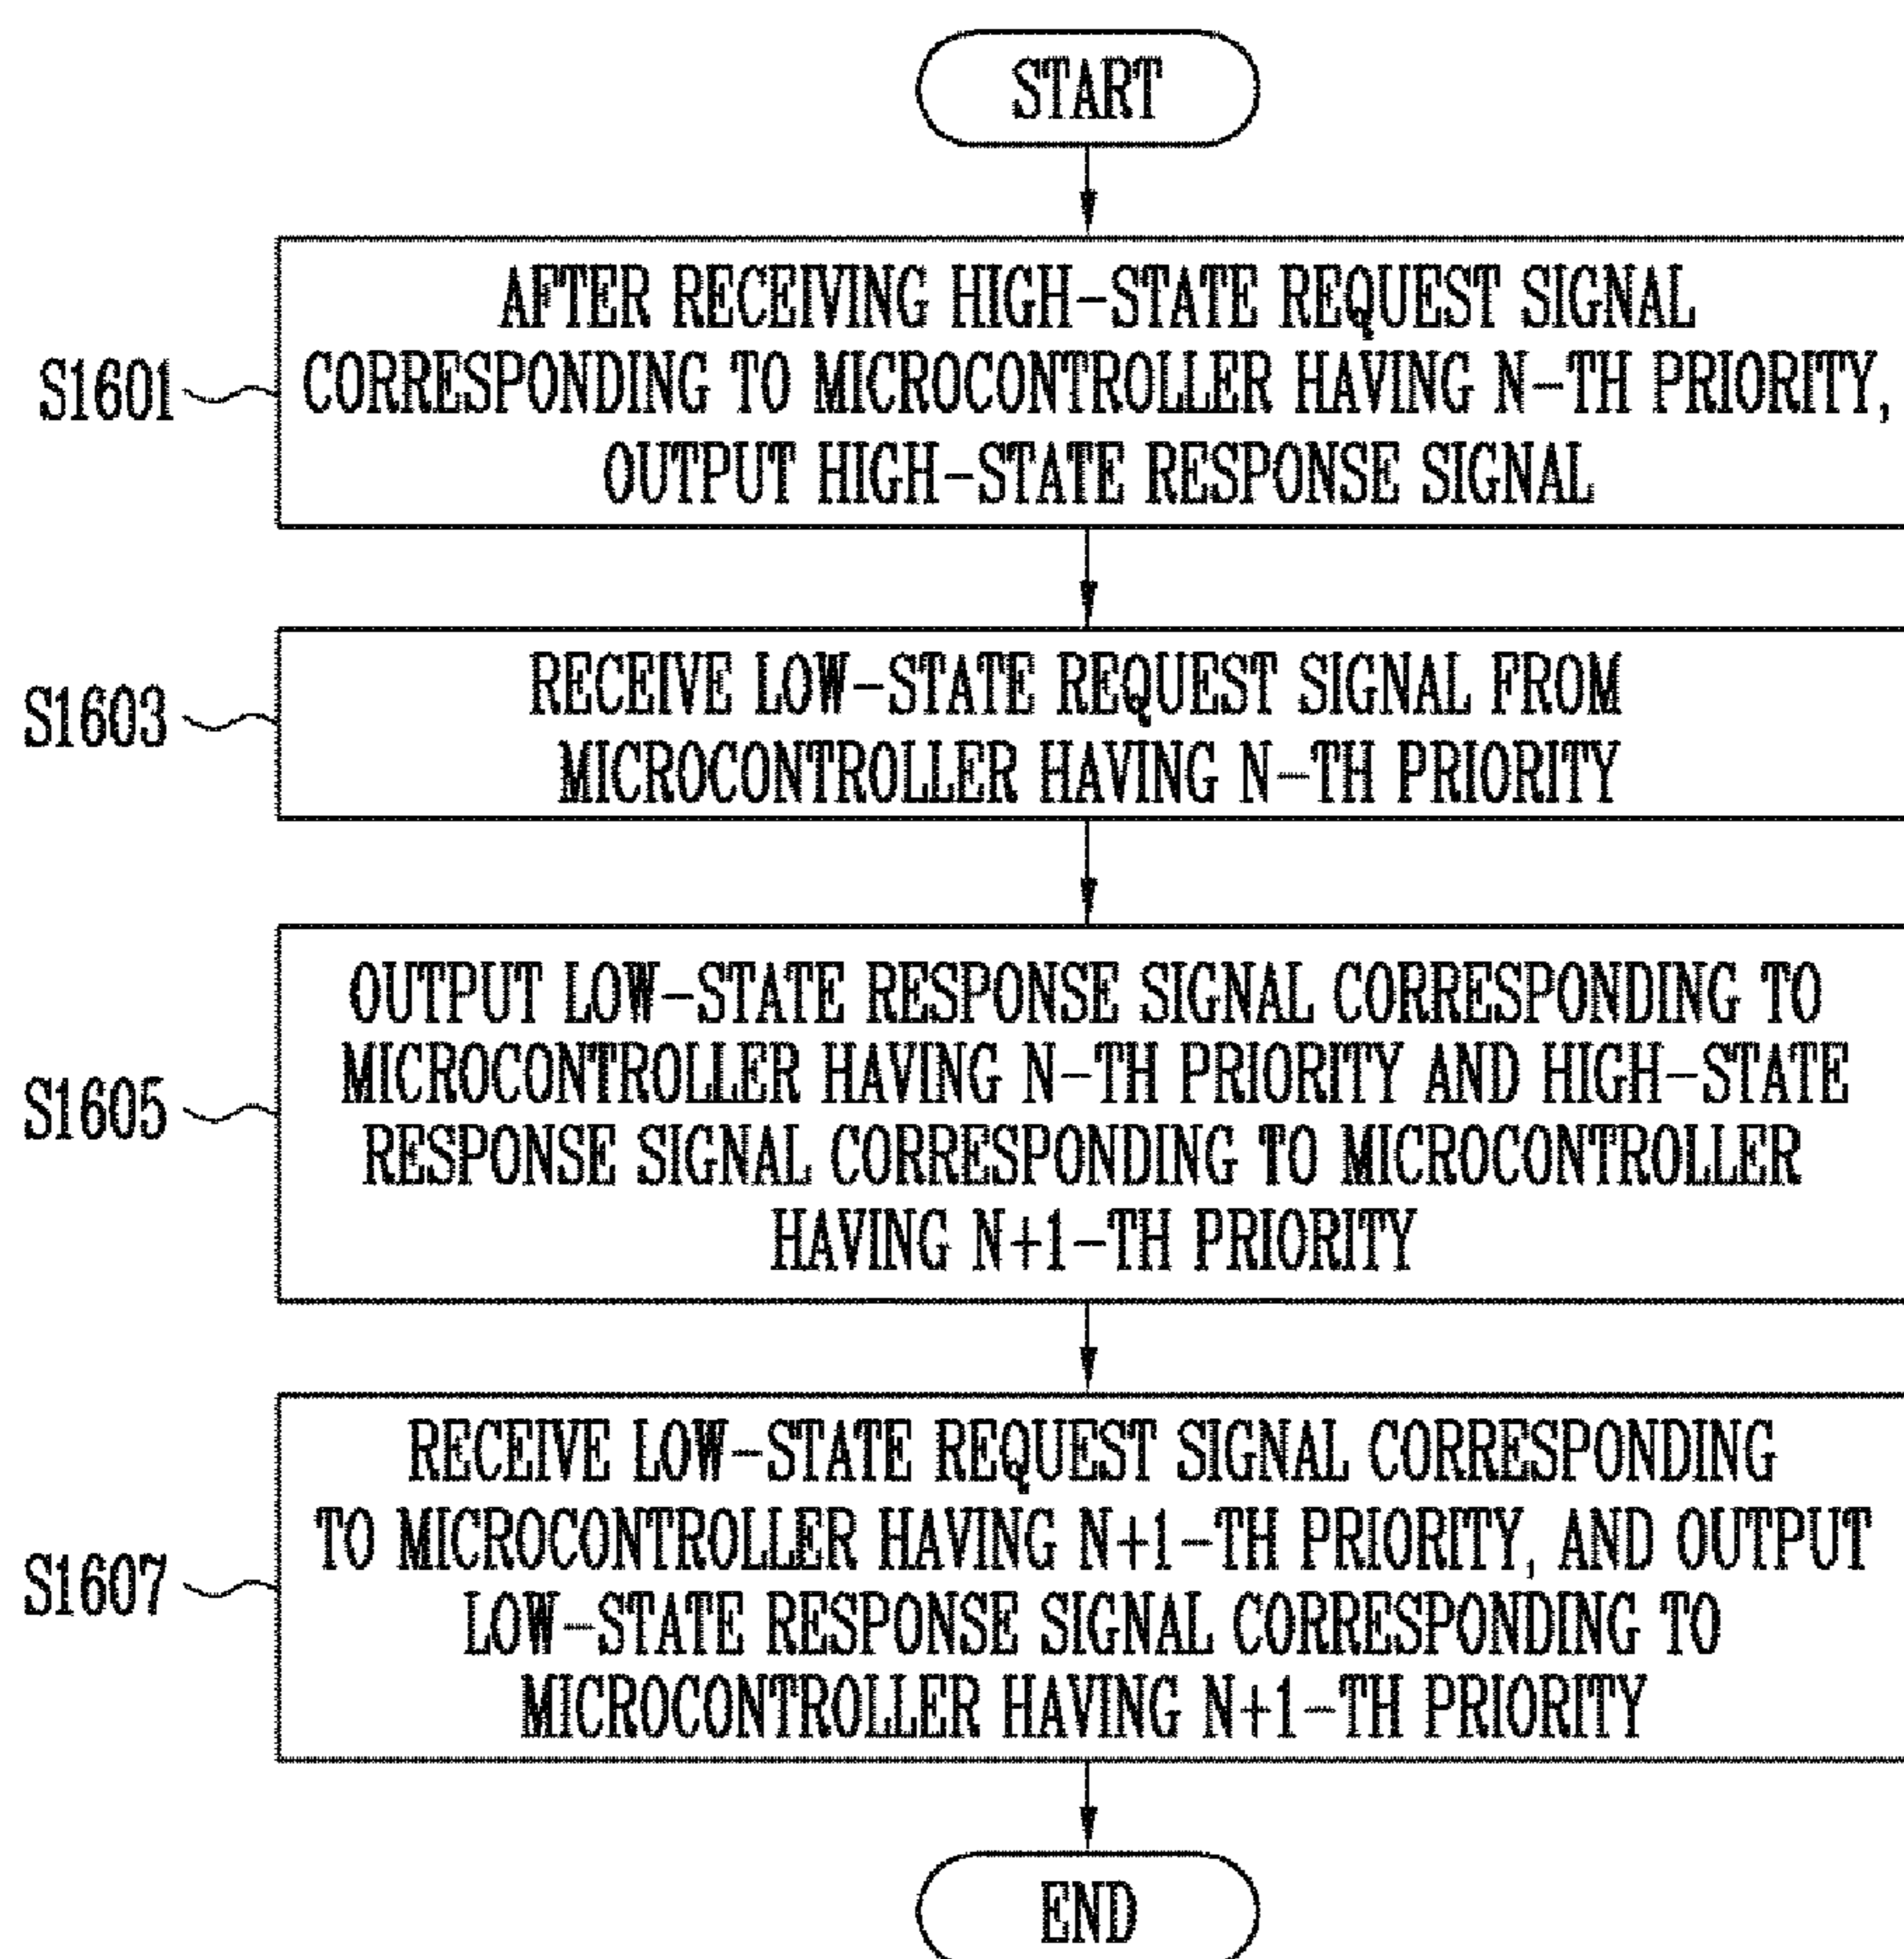 START
AFTER RECEIVING HIGH-STATE REQUEST SIGNAL
CORRESPONDING TO MICROCONTROLLER HAVING N-TH PRIORITY,
OUTPUT HIGH-STATE RESPONSE SIGNAL
S1601
RECEIVE LOW-STATE REQUEST SIGNAL FROM
MICROCONTROLLER HAVING N-TH PRIORITY
S1603
OUTPUT LOW-STATE RESPONSE SIGNAL CORRESPONDING TO
MICROCONTROLLER HAVING N-TH PRIORITY AND HIGH-STATE
RESPONSE SIGNAL CORRESPONDING TO MICROCONTROLLER
HAVING N+1-TH PRIORITY
S1605
RECEIVE LOW-STATE REQUEST SIGNAL CORRESPONDING
TO MICROCONTROLLER HAVING N+1-TH PRIORITY, AND OUTPUT
LOW-STATE RESPONSE SIGNAL CORRESPONDING TO
MICROCONTROLLER HAVING N+1-TH PRIORITY
S1607
END